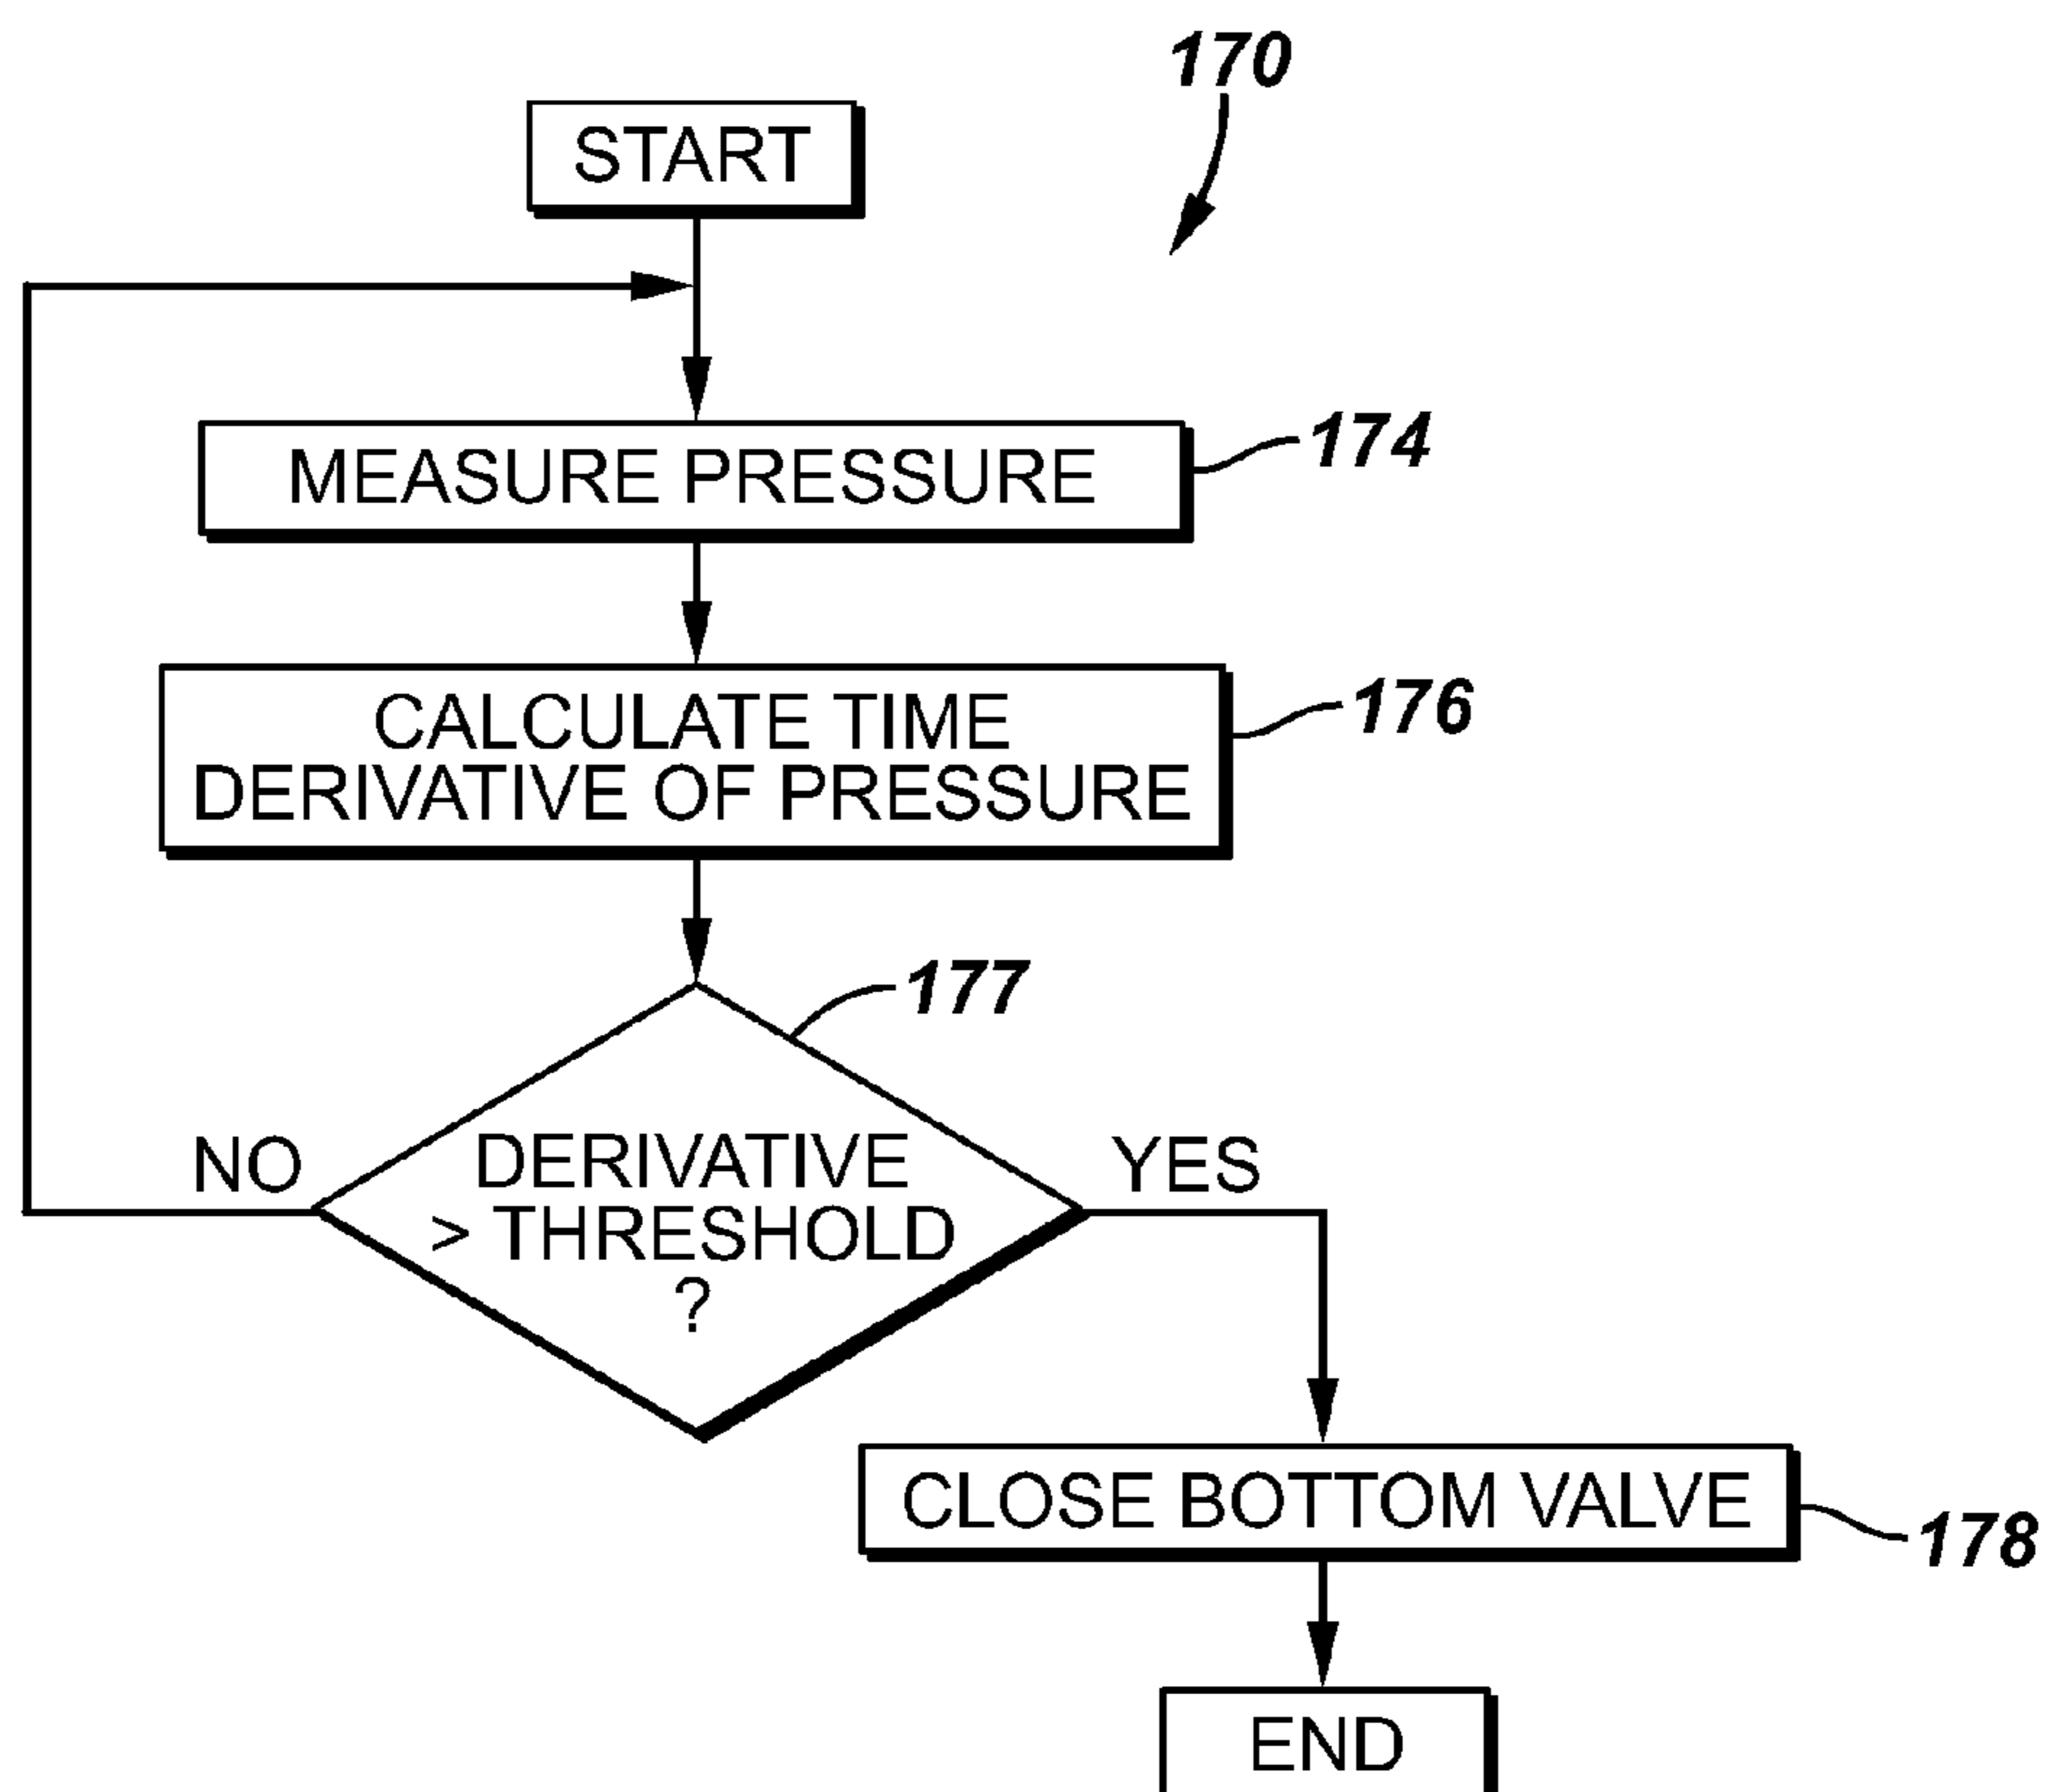 170
START
MEASURE PRESSURE
174
CALCULATE TIME
DERIVATIVE OF PRESSURE
176
177
NO
DERIVATIVE
> THRESHOLD
?
YES
CLOSE BOTTOM VALVE
178
END